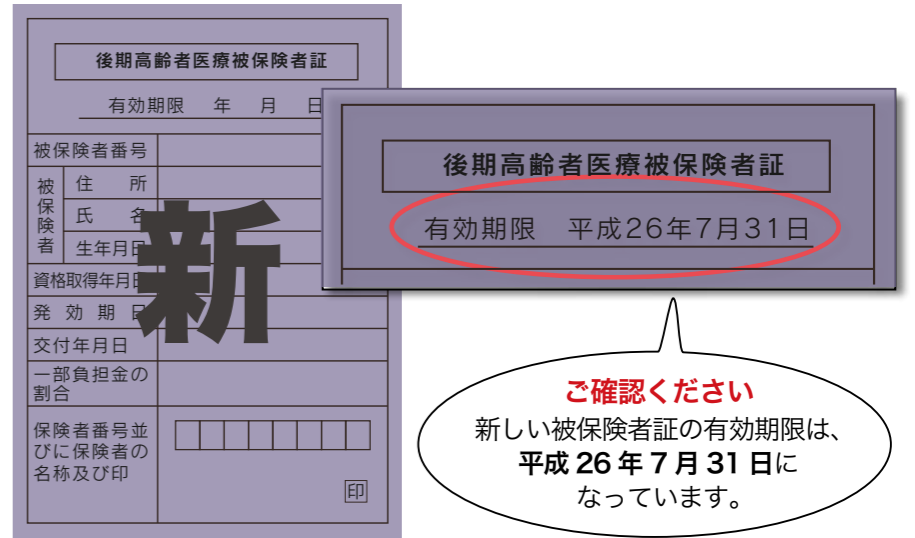 後期高齢者医療被保険者証
有効期限　年　月　日
被保険者番号
被保険者
住　所
氏　名
生年月日
資格取得年月日
発効期日
交付年月日
一部負担金の
割合
保険者番号並
びに保険者の
名称及び印
印
新
後期高齢者医療被保険者証
有効期限　平成26年7月31日
ご確認ください
新しい被保険者証の有効期限は、
平成 26 年 7 月 31 日に
なっています。